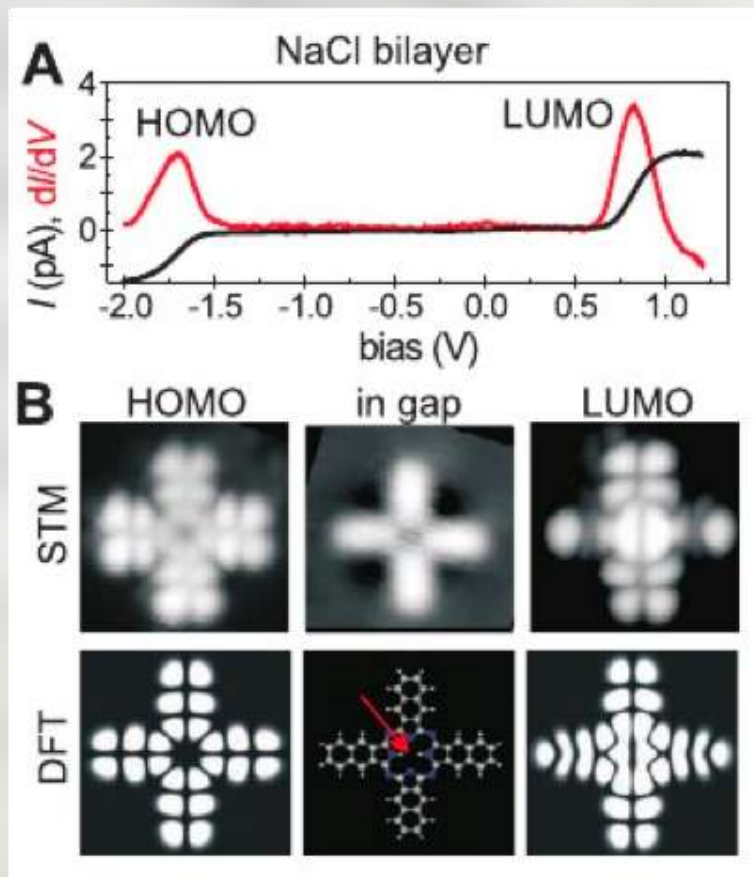 A NaCl bilayer
4
HOMO
LUMO
2
0
I (pA), dI/dV
-2.0 -1.5 -1.0 -0.5 0.0 0.5 1.0
bias (V)
B HOMO in gap LUMO
STM
DFT